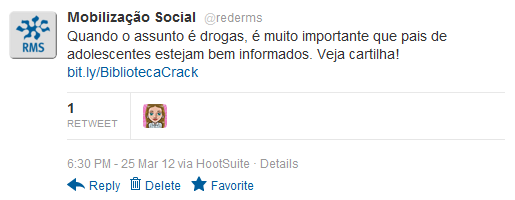 Mobilização Social @rederms
Quando o assunto é drogas, é muito importante que pais de
adolescentes estejam bem informados. Veja cartilha!
bit.ly/BibliotecaCrack
RMS
1
RETWEET
6:30 PM - 25 Mar 12 via HootSuite · Details
Reply Delete Favorite